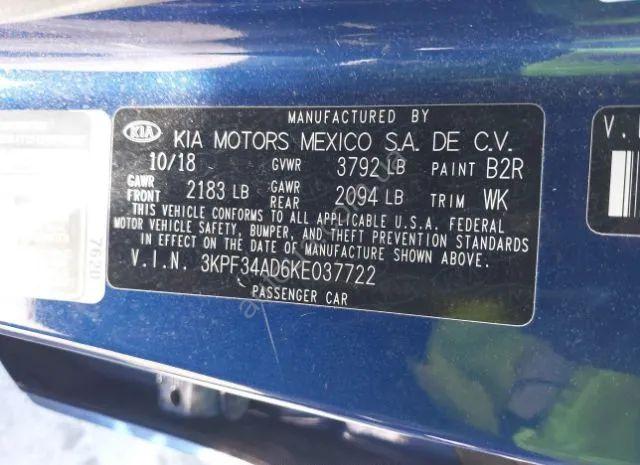 MANUFACTURED BY
KIA KIA MOTORS MEXICO S.A. DE C.V.
10/18 GVWR 3792 LB PAINT B2R
GAWR FRONT 2183 LB GAWR REAR 2094 LB TRIM WK
THIS VEHICLE CONFORMS TO ALL APPLICABLE U.S.A. FEDERAL
MOTOR VEHICLE SAFETY, BUMPER, AND THEFT PREVENTION STANDARDS
IN EFFECT ON THE DATE OF MANUFACTURE SHOWN ABOVE.
V.I.N. 3KPF34AD6KE037722
PASSENGER CAR
7620
V.I